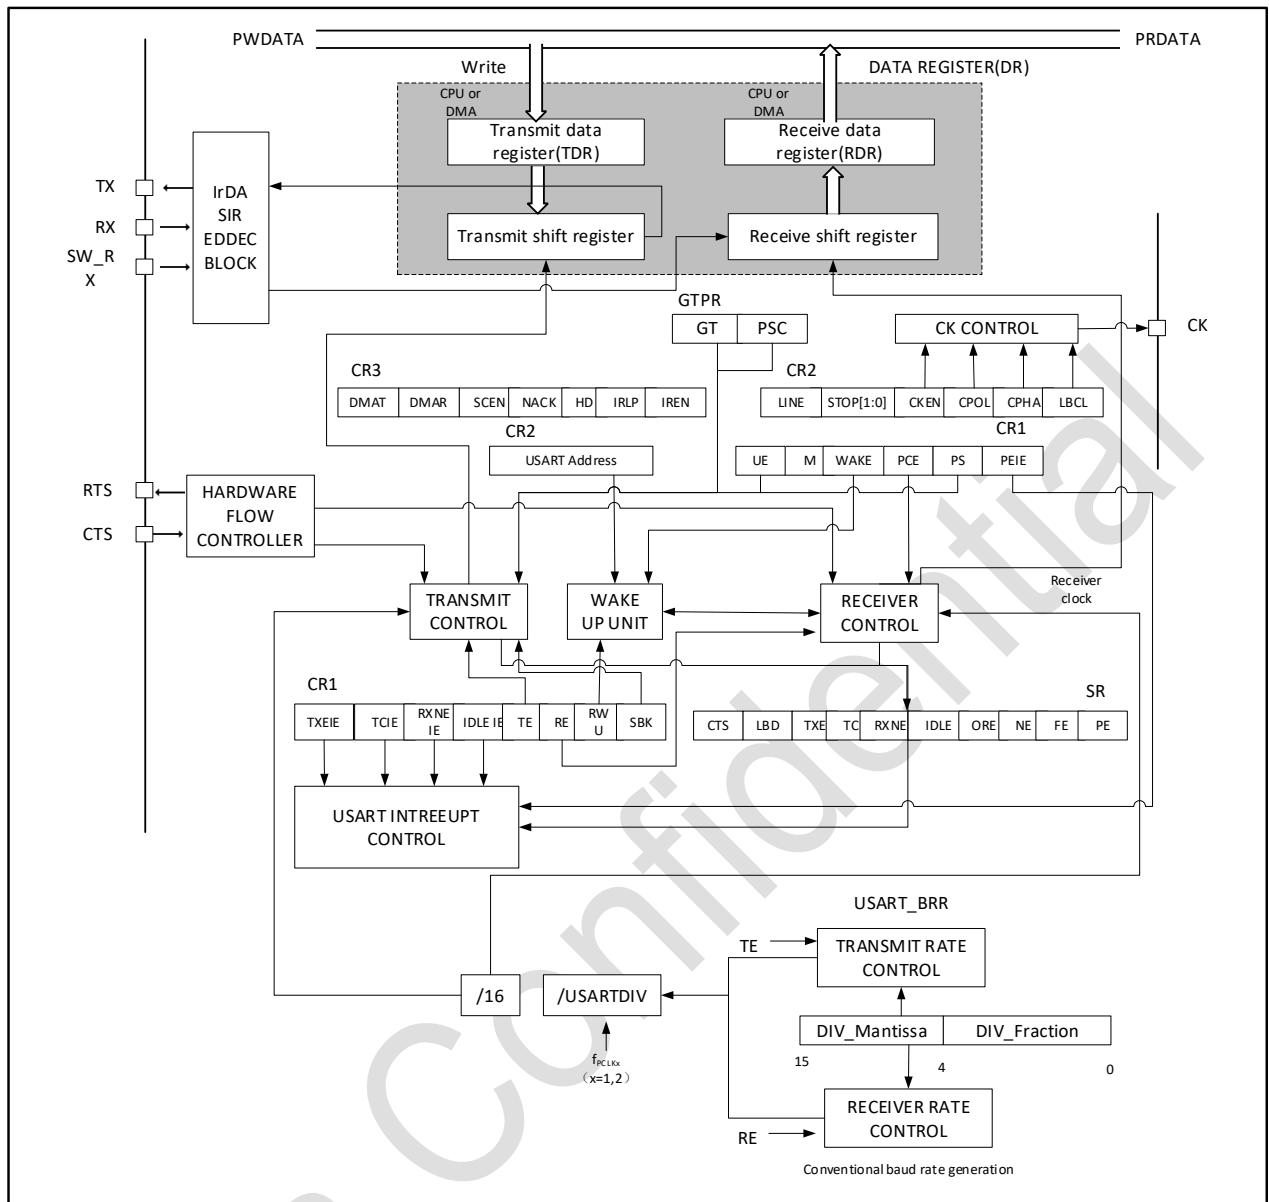 PWDATA
PRDATA
Write
DATA REGISTER(DR)
CPU or
DMA
CPU or
DMA
Transmit data
register(TDR)
Receive data
register(RDR)
TX
RX
SW_R
X
IrDA
SIR
EDDEC
BLOCK
Transmit shift register
Receive shift register
GTPR
GT
PSC
CK CONTROL
CK
CR3
DMAT
DMAR
SCEN
NACK
HD
IRLP
IREN
CR2
LINE
STOP[1:0]
CKEN
CPOL
CPHA
LBCL
CR2
USART Address
CR1
UE
M
WAKE
PCE
PS
PEIE
RTS
CTS
HARDWARE
FLOW
CONTROLLER
TRANSMIT
CONTROL
WAKE
UP UNIT
RECEIVER
CONTROL
Receiver
clock
CR1
TXEIE
TCIE
RXNE
IE
IDLE IE
TE
RE
RW
U
SBK
SR
CTS
LBD
TXE
TC
RXNE
IDLE
ORE
NE
FE
PE
USART INTREEUPT
CONTROL
USART_BRR
TE
TRANSMIT RATE
CONTROL
/16
/USARTDIV
DIV_Mantissa
DIV_Fraction
15
4
0
fPCLKx
(x=1,2)
RECEIVER RATE
CONTROL
RE
Conventional baud rate generation
Confidential